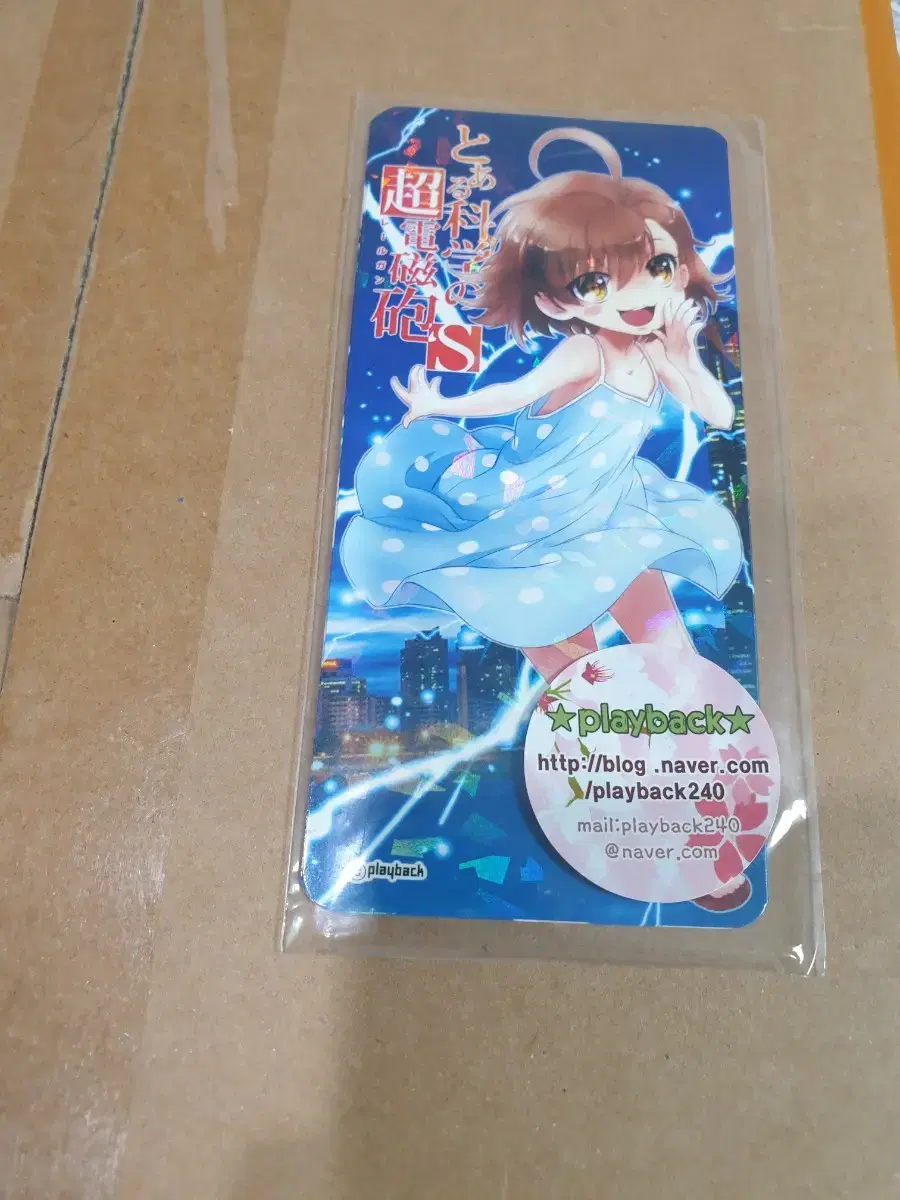 とある科学の
超電磁砲
レールガン
S
★playback★
http://blog .naver.com
/playback240
mail:playback240
@naver.com
playback